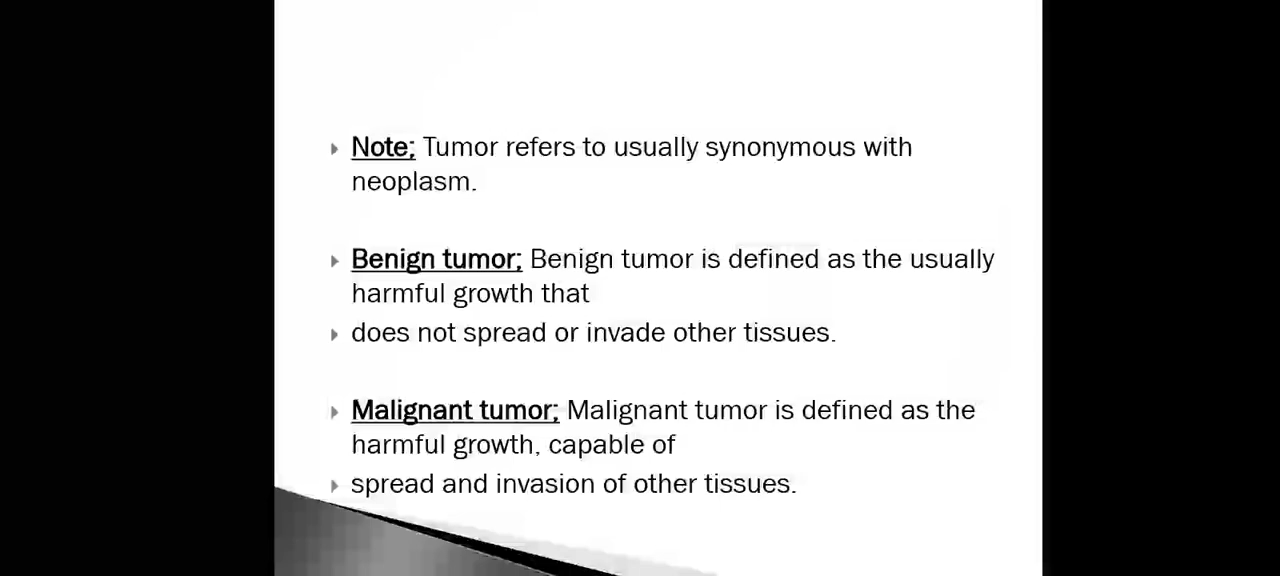 Note; Tumor refers to usually synonymous with
neoplasm.
Benign tumor; Benign tumor is defined as the usually
harmful growth that
does not spread or invade other tissues.
Malignant tumor; Malignant tumor is defined as the
harmful growth, capable of
spread and invasion of other tissues.